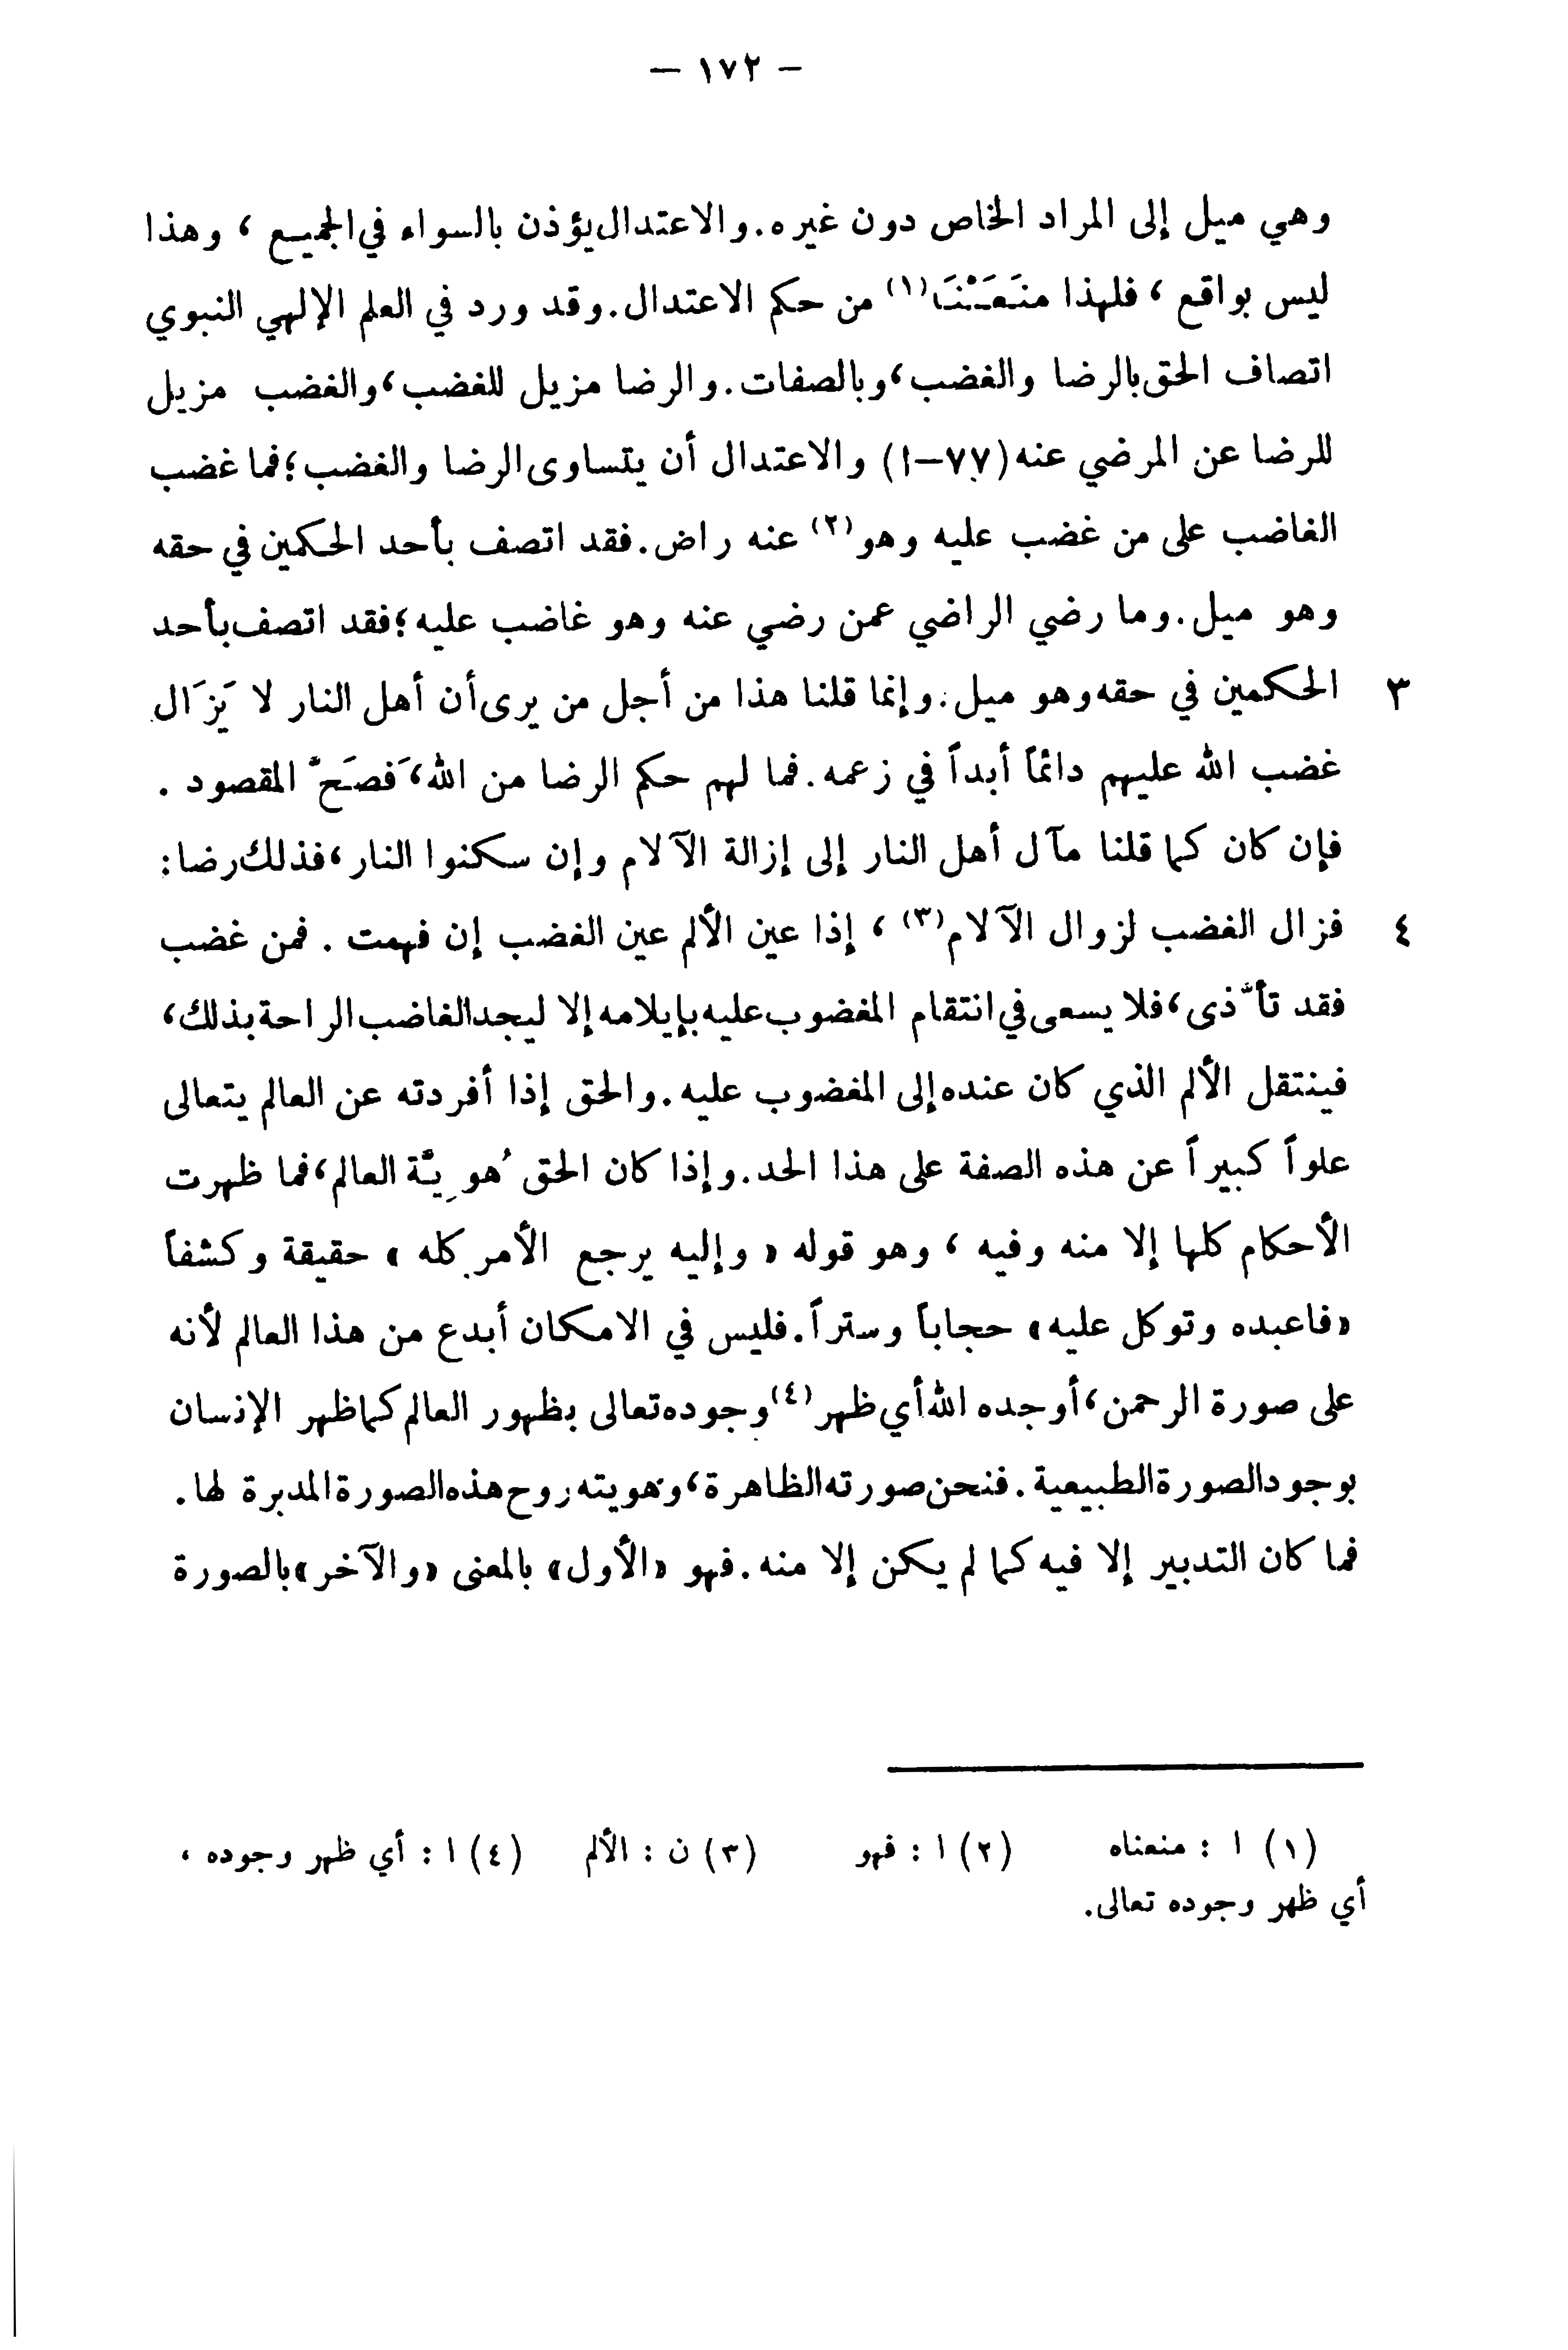 — ١٧٢ —
وهي ميل إلى المراد الخاص دون غيره. والاعتدال يؤذن بالسواء في الجميع ، وهذا
ليس بواقع ، فلهذا منَعَنْنَا(١) من حكم الاعتدال. وقد ورد في العلم الإلهي النبوي
اتصاف الحق بالرضا والغضب، وبالصفات. والرضا مزيل للغضب، والغضب مزيل
للرضا عن المرضي عنه (٧٧–ا) والاعتدال أن يتساوى الرضا والغضب؛ فما غضب
الغاضب على من غضب عليه وهو(٢) عنه راض. فقد اتصف بأحد الحكمين في حقه
وهو ميل. وما رضي الراضي عمن رضي عنه وهو غاضب عليه؛ فقد اتصف بأحد
٣ الحكمين في حقه وهو ميل. وإنما قلنا هذا من أجل من يرى أن أهل النار لا يَزَال
غضب الله عليهم دائماً أبداً في زعمه. فما لهم حكم الرضا من الله، فَصَحَّ المقصود .
فإن كان كما قلنا مآل أهل النار إلى إزالة الآلام وإن سكنوا النار، فذلك رضا:
٤ فزال الغضب لزوال الآلام(٣) ، إذا عين الألم عين الغضب إن فهمت . فمن غضب
فقد تأذَّى، فلا يسعى في انتقام المغضوب عليه بإيلامه إلا ليجد الغاضب الراحة بذلك،
فينتقل الألم الذي كان عنده إلى المغضوب عليه. والحق إذا أفردته عن العالم يتعالى
علواً كبيراً عن هذه الصفة على هذا الحد. وإذا كان الحق هُوِيَّة العالم، فما ظهرت
الأحكام كلها إلا منه وفيه ، وهو قوله « وإليه يرجع الأمر كله » حقيقة وكشفاً
«فاعبده وتوكل عليه» حجاباً وستراً. فليس في الامكان أبدع من هذا العالم لأنه
على صورة الرحمن، أوجده الله أي ظهر(٤) وجوده تعالى بظهور العالم كما ظهر الإنسان
بوجود الصورة الطبيعية . فنحن صورته الظاهرة، وهويته روح هذه الصورة المدبرة لها.
فما كان التدبير إلا فيه كما لم يكن إلا منه. فهو «الأول» بالمعنى «والآخر» بالصورة
(١) ا : منعناه (٢) ا : فهو (٣) ن : الألم (٤) ا : أي ظهر وجوده ،
أي ظهر وجوده تعالى.